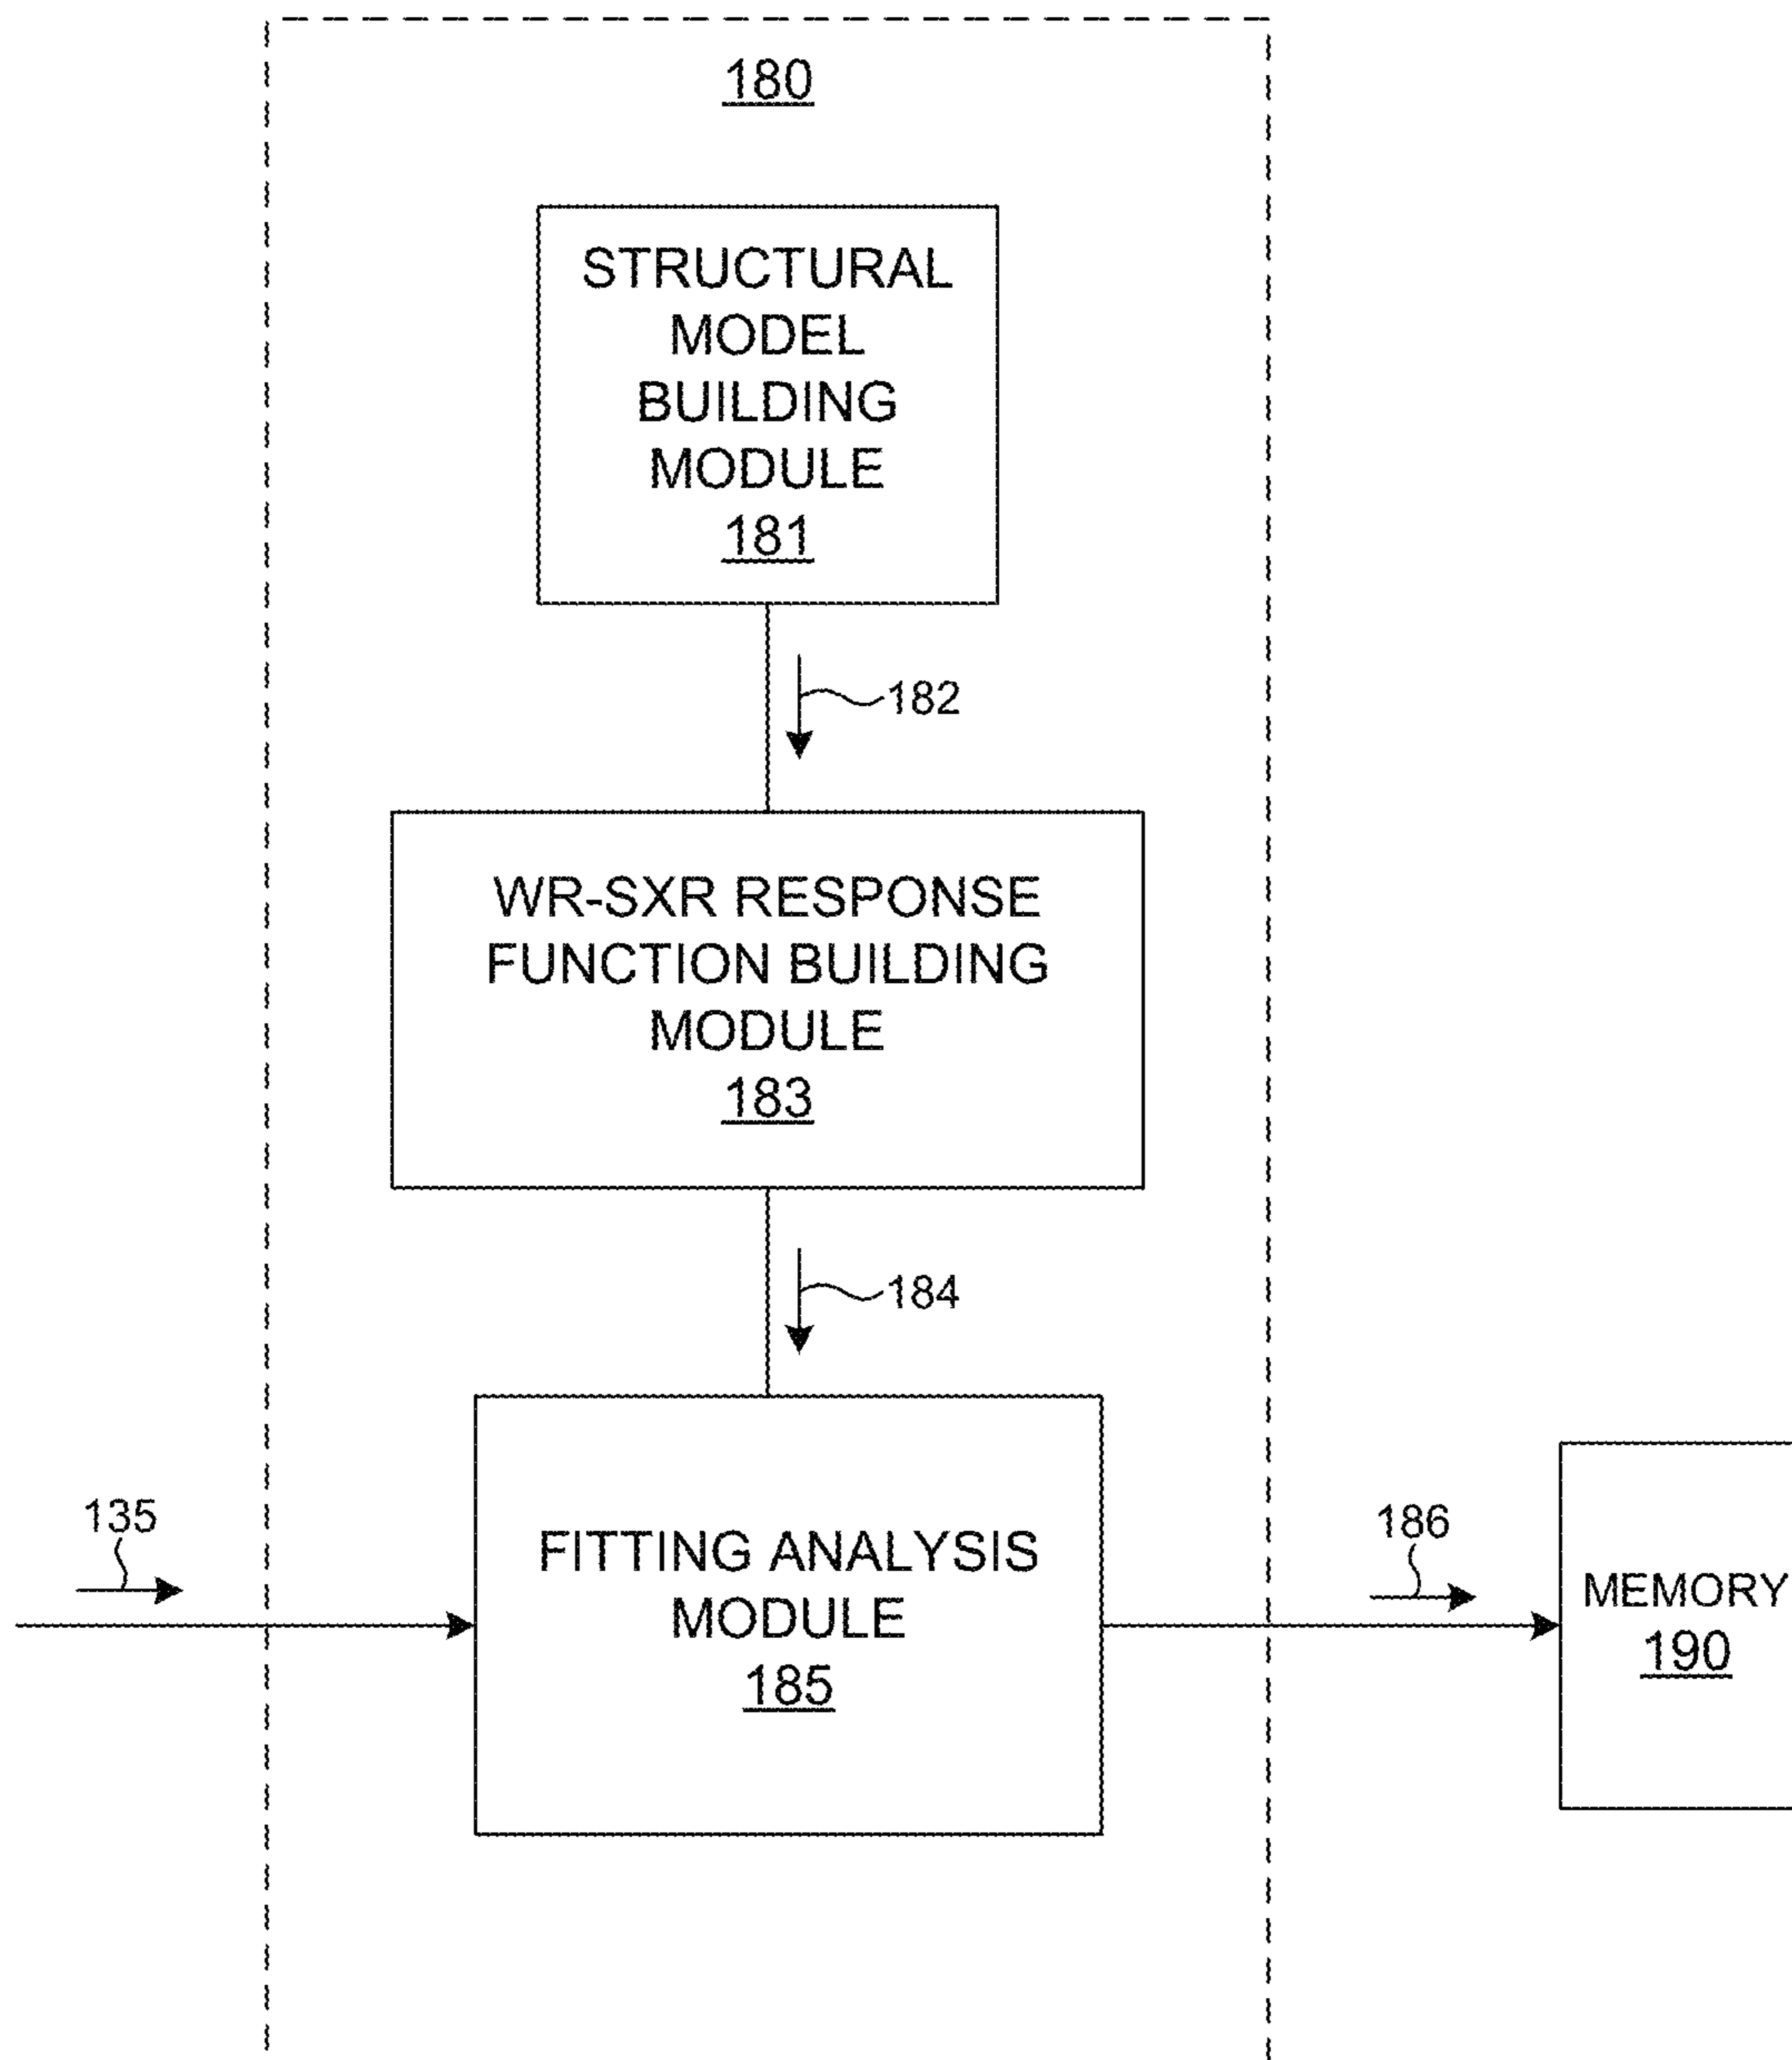 180
STRUCTURAL
MODEL
BUILDING
MODULE
181
182
WR-SXR RESPONSE
FUNCTION BUILDING
MODULE
183
184
135
FITTING ANALYSIS
MODULE
185
186
MEMORY
190